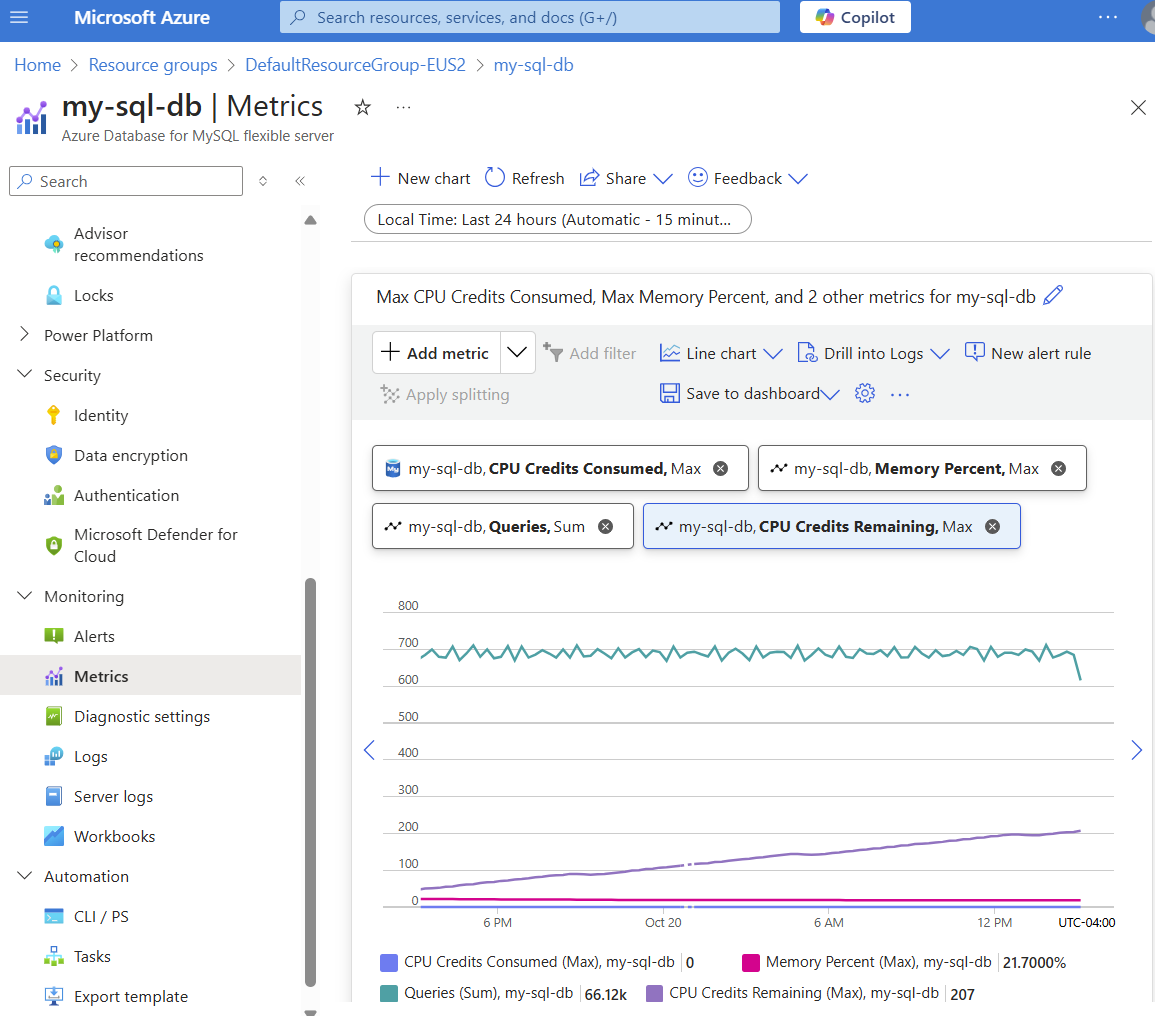 Microsoft Azure
Search resources, services, and docs (G+/)
Copilot
Home > Resource groups > DefaultResourceGroup-EUS2 > my-sql-db
my-sql-db | Metrics
Azure Database for MySQL flexible server
Search
New chart
Refresh
Share
Feedback
Local Time: Last 24 hours (Automatic - 15 minut...
Advisor
recommendations
Locks
Power Platform
Security
Identity
Data encryption
Authentication
Microsoft Defender for
Cloud
Monitoring
Alerts
Metrics
Diagnostic settings
Logs
Server logs
Workbooks
Automation
CLI / PS
Tasks
Export template
Max CPU Credits Consumed, Max Memory Percent, and 2 other metrics for my-sql-db
Add metric
Add filter
Line chart
Drill into Logs
New alert rule
Apply splitting
Save to dashboard
my-sql-db, CPU Credits Consumed, Max
my-sql-db, Memory Percent, Max
my-sql-db, Queries, Sum
my-sql-db, CPU Credits Remaining, Max
800
700
600
500
400
300
200
100
0
6 PM
Oct 20
6 AM
12 PM
UTC-04:00
CPU Credits Consumed (Max), my-sql-db 0
Memory Percent (Max), my-sql-db 21.7000%
Queries (Sum), my-sql-db 66.12k
CPU Credits Remaining (Max), my-sql-db 207